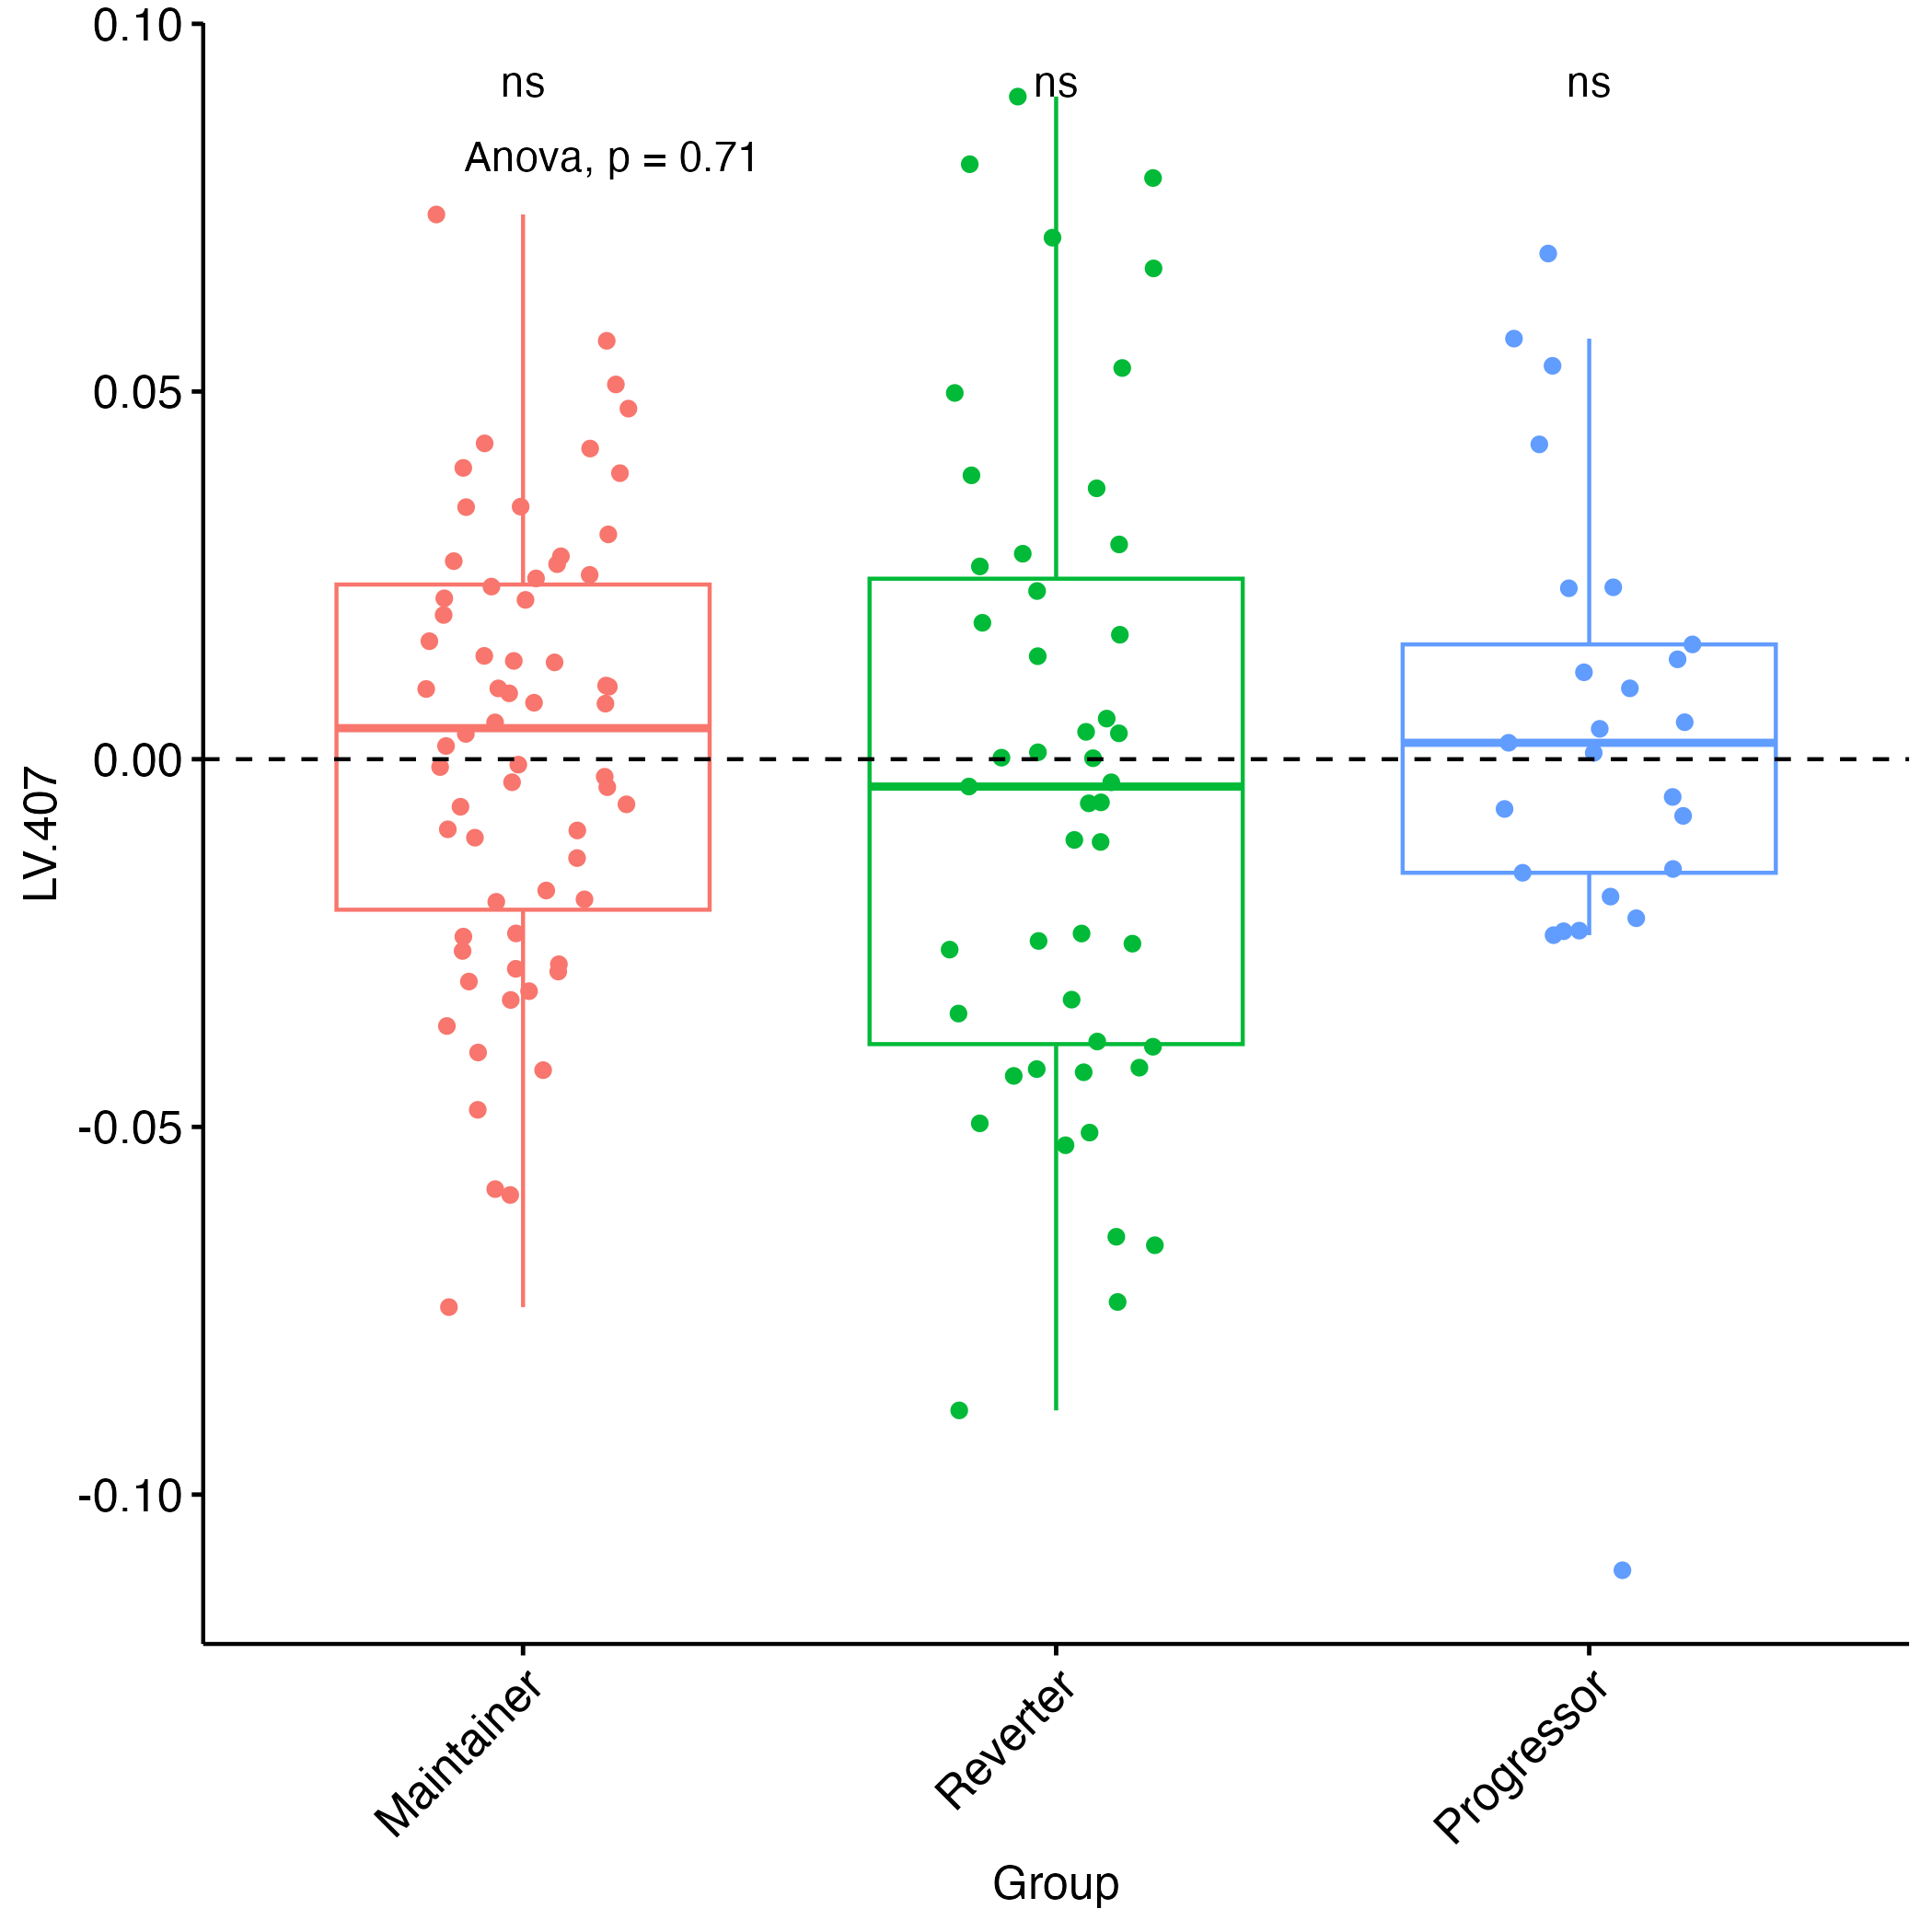 0.10
ns ns ns
Anova, p = 0.71
0.05
0.00
LV.407
-0.05
-0.10
Maintainer Reverter Progressor
Group